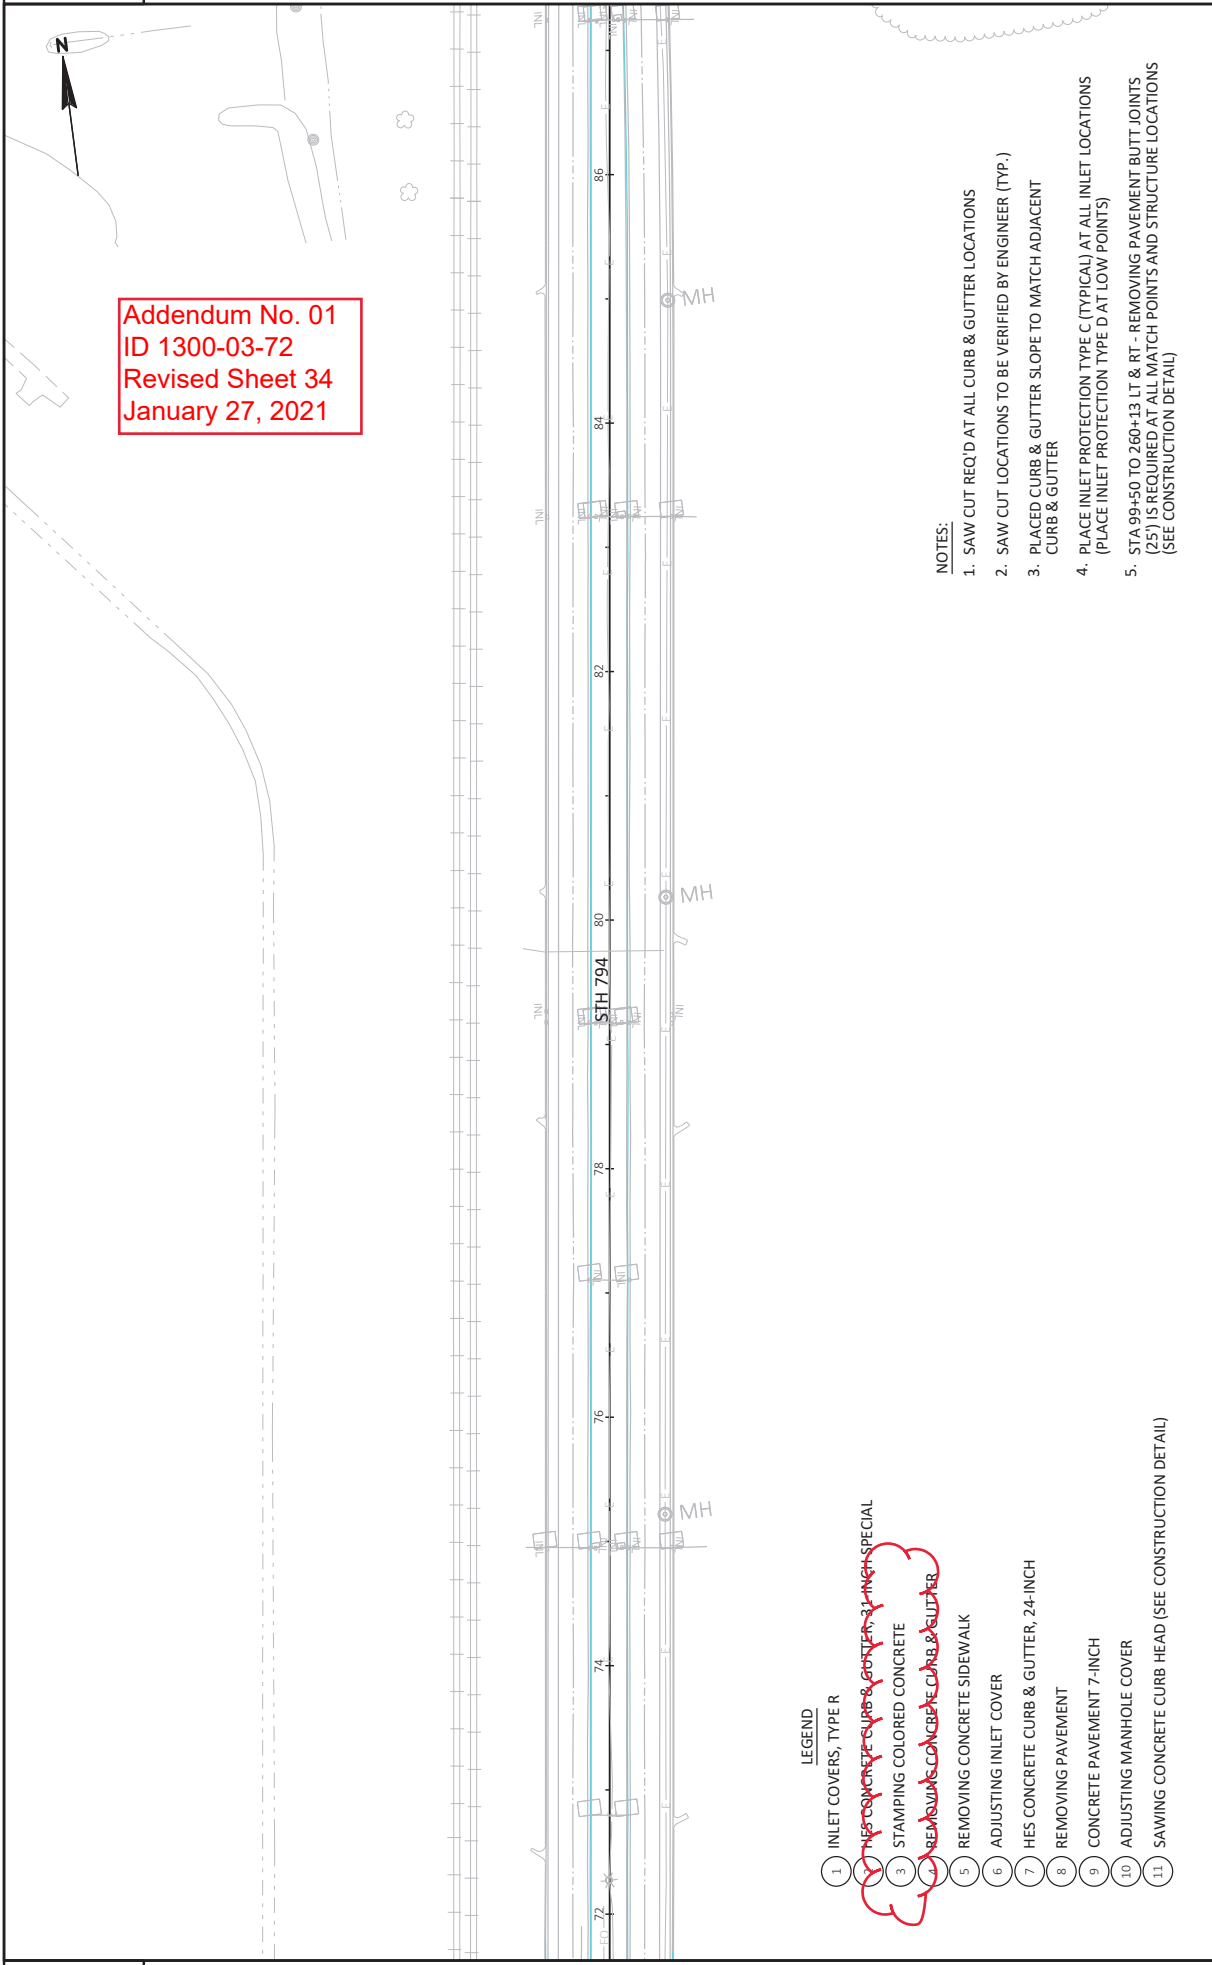 N
Addendum No. 01
ID 1300-03-72
Revised Sheet 34
January 27, 2021
72
74
76
78
80
82
84
86
STH 794
MH
MH
MH
INL
INL
INL
INL
FO
LEGEND
1 INLET COVERS, TYPE R
2 HES CONCRETE CURB & GUTTER, 31-INCH SPECIAL
3 STAMPING COLORED CONCRETE
4 REMOVING CONCRETE CURB & GUTTER
5 REMOVING CONCRETE SIDEWALK
6 ADJUSTING INLET COVER
7 HES CONCRETE CURB & GUTTER, 24-INCH
8 REMOVING PAVEMENT
9 CONCRETE PAVEMENT 7-INCH
10 ADJUSTING MANHOLE COVER
11 SAWING CONCRETE CURB HEAD (SEE CONSTRUCTION DETAIL)
NOTES:
1. SAW CUT REQ'D AT ALL CURB & GUTTER LOCATIONS
2. SAW CUT LOCATIONS TO BE VERIFIED BY ENGINEER (TYP.)
3. PLACED CURB & GUTTER SLOPE TO MATCH ADJACENT
CURB & GUTTER
4. PLACE INLET PROTECTION TYPE C (TYPICAL) AT ALL INLET LOCATIONS
(PLACE INLET PROTECTION TYPE D AT LOW POINTS)
5. STA 99+50 TO 260+13 LT & RT - REMOVING PAVEMENT BUTT JOINTS
(25') IS REQUIRED AT ALL MATCH POINTS AND STRUCTURE LOCATIONS
(SEE CONSTRUCTION DETAIL)